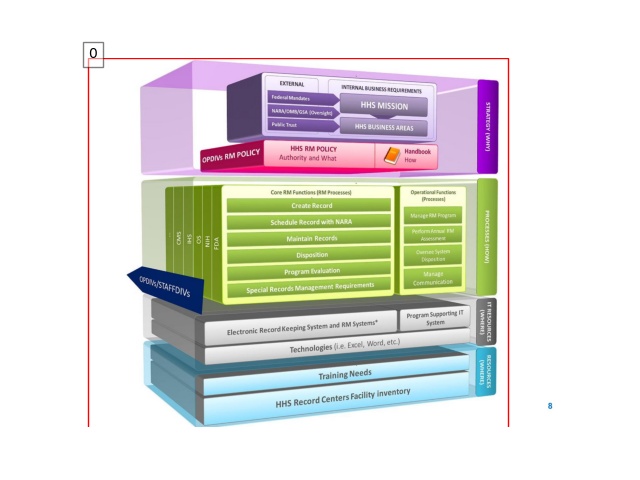 0
EXTERNAL
INTERNAL BUSINESS REQUIREMENTS
Federal Mandates
NARA/OMB/GSA (Oversight)
Public Trust
HHS MISSION
HHS BUSINESS AREAS
STRATEGY (WHY)
OPDIVs RM POLICY
HHS RM POLICY
Authority and What
Handbook
How
Core RM Functions (RM Processes)
Create Record
Schedule Record with NARA
Maintain Records
Disposition
Program Evaluation
Special Records Management Requirements
Operational Functions
(Processes)
Manage RM Program
Perform Annual RM
Assessment
Oversee System
Disposition
Manage
Communication
PROCESSES (HOW)
CMS
IHS
OS
NIH
FDA
OPDIVs/STAFFDIVs
Electronic Record Keeping System and RM Systems*
Program Supporting IT
System
Technologies (i.e. Excel, Word, etc.)
IT RESOURCES
(WHERE)
Training Needs
HHS Record Centers Facility inventory
RESOURCES
(WHERE)
8